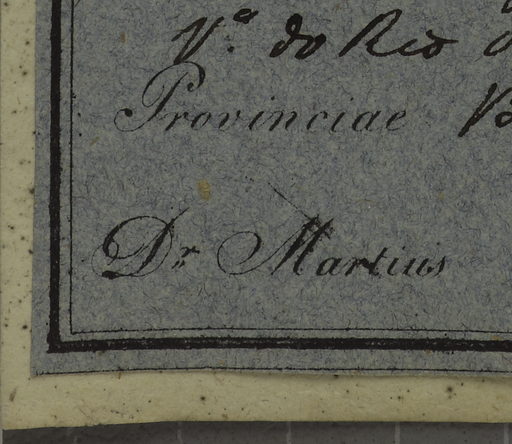 V.ª do Rio
Provinciae
Dr Martius